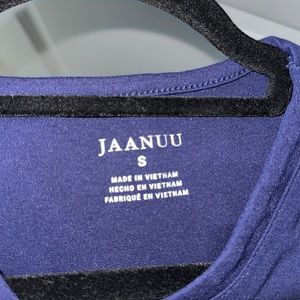 JAANUU
S
MADE IN VIETNAM
HECHO EN VIETNAM
FABRIQUÉ EN VIETNAM